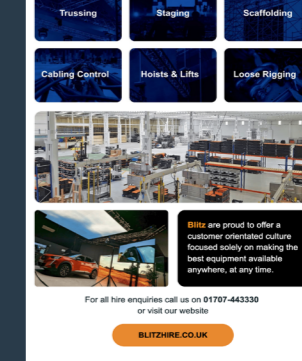 Trussing
Staging
Scaffolding
Cabling Control
Hoists & Lifts
Loose Rigging
Blitz are proud to offer a
customer orientated culture
focused solely on making the
best equipment available
anywhere, at any time.
For all hire enquiries call us on 01707-443330
or visit our website
BLITZHIRE.CO.UK